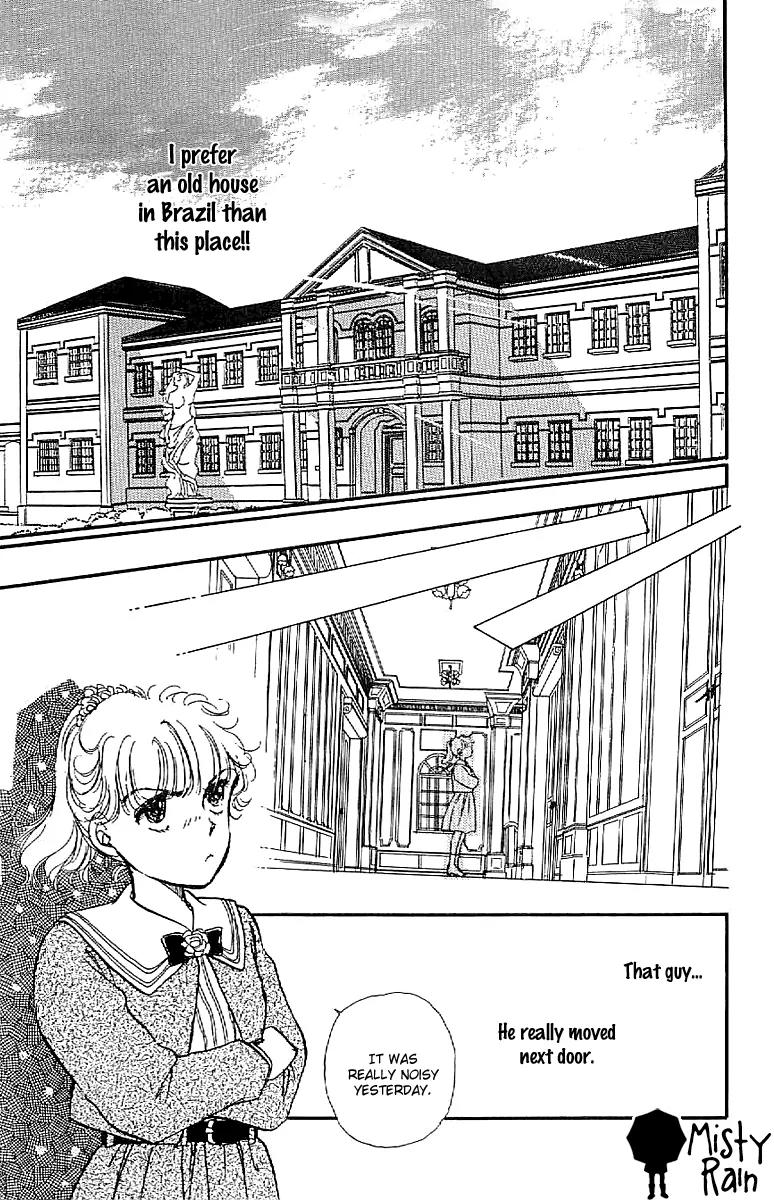 I prefer
an old house
in Brazil than
this place!!
That guy...
He really moved
next door.
IT WAS
REALLY NOISY
YESTERDAY.
Misty
Rain